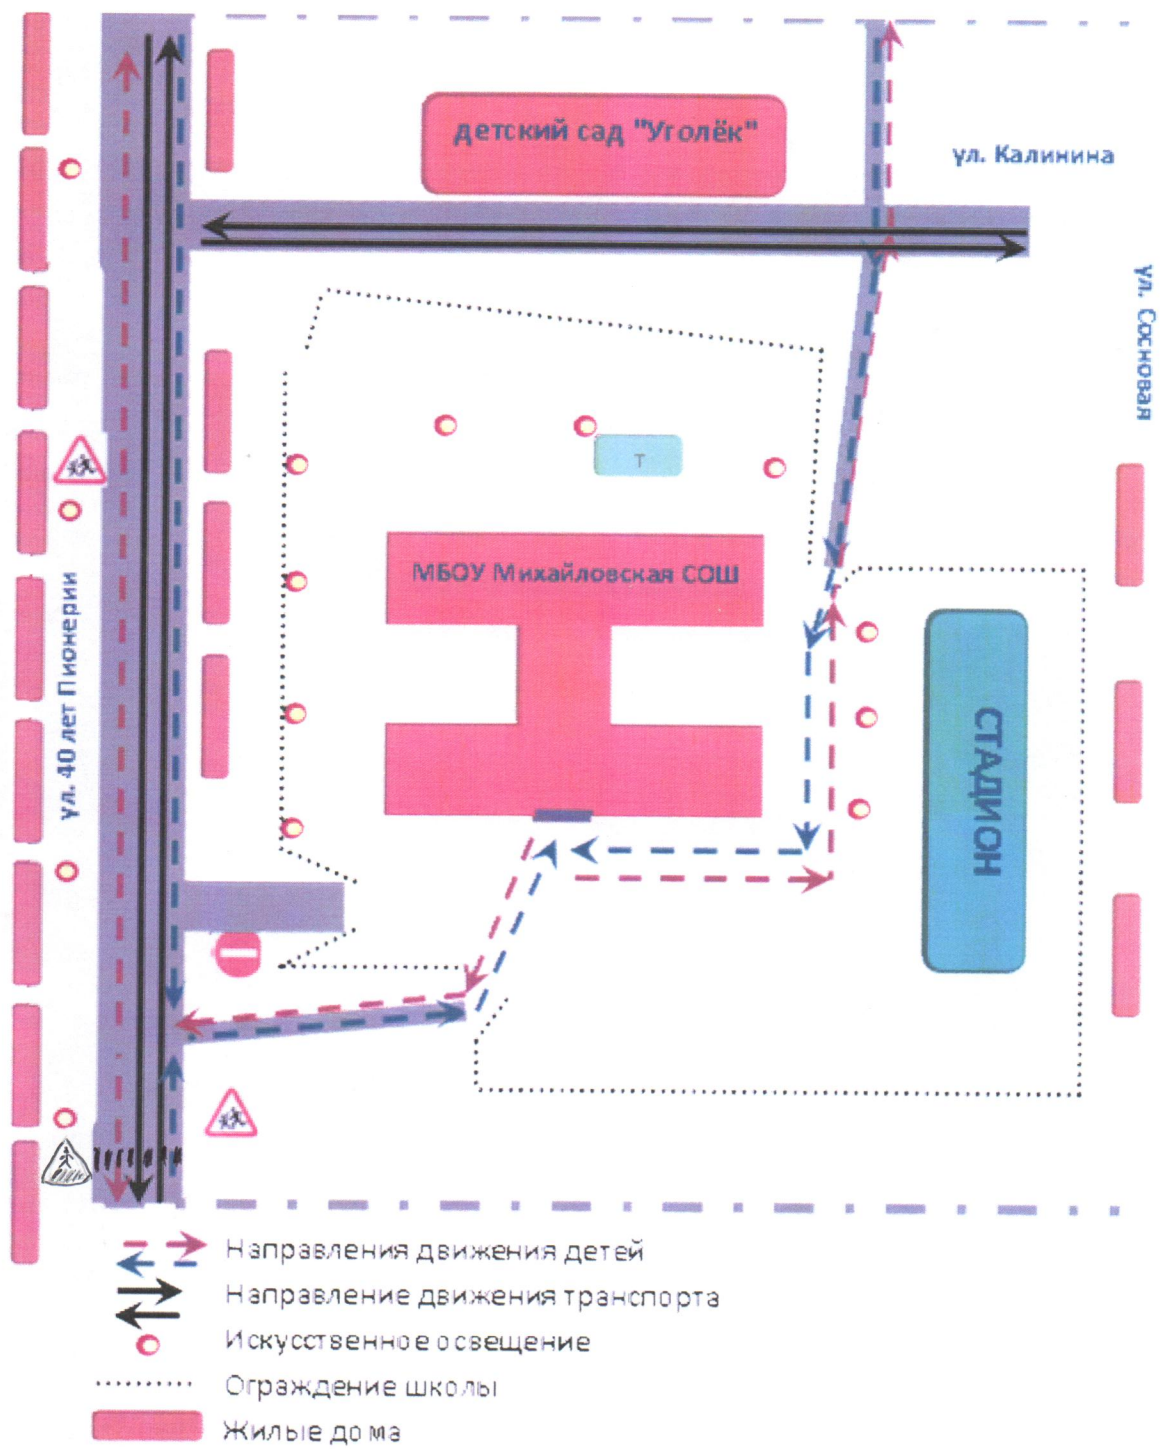 детский сад "Уголёк"
ул. Калинина
ул. Сосновая
Т
МБОУ Михайловская СОШ
ул. 40 лет Пионерии
СТАДИОН
Направления движения детей
Направление движения транспорта
Искусственное освещение
Ограждение школы
Жилые дома